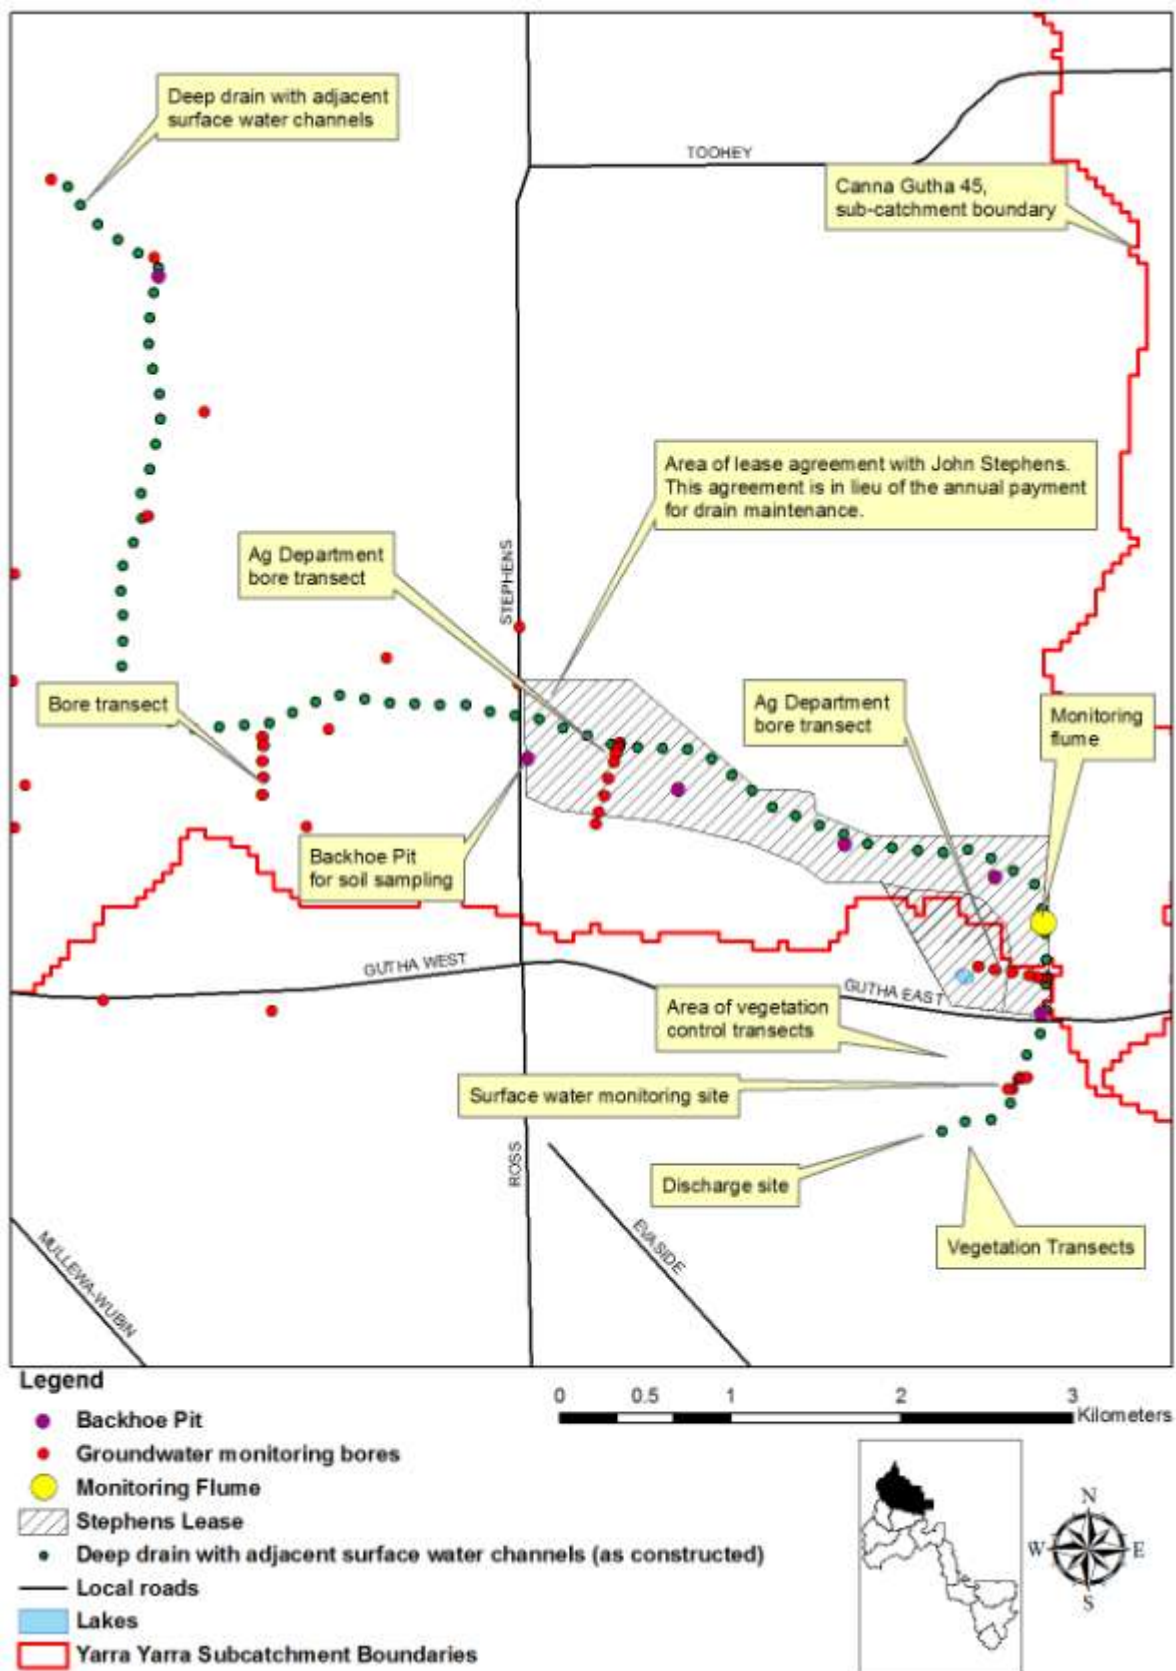 Deep drain with adjacent
surface water channels
TOOHEY
Canna Gutha 45,
sub-catchment boundary
Area of lease agreement with John Stephens.
This agreement is in lieu of the annual payment
for drain maintenance.
Ag Department
bore transect
STEPHENS
Bore transect
Ag Department
bore transect
Monitoring
flume
Backhoe Pit
for soil sampling
GUTHA WEST
GUTHA EAST
Area of vegetation
control transects
Surface water monitoring site
ROSS
Discharge site
EVASIDE
Vegetation Transects
MULLEWA-WUBIN
Legend
Backhoe Pit
Groundwater monitoring bores
Monitoring Flume
Stephens Lease
Deep drain with adjacent surface water channels (as constructed)
Local roads
Lakes
Yarra Yarra Subcatchment Boundaries
0 0.5 1 2 3
Kilometers
N
W E
S